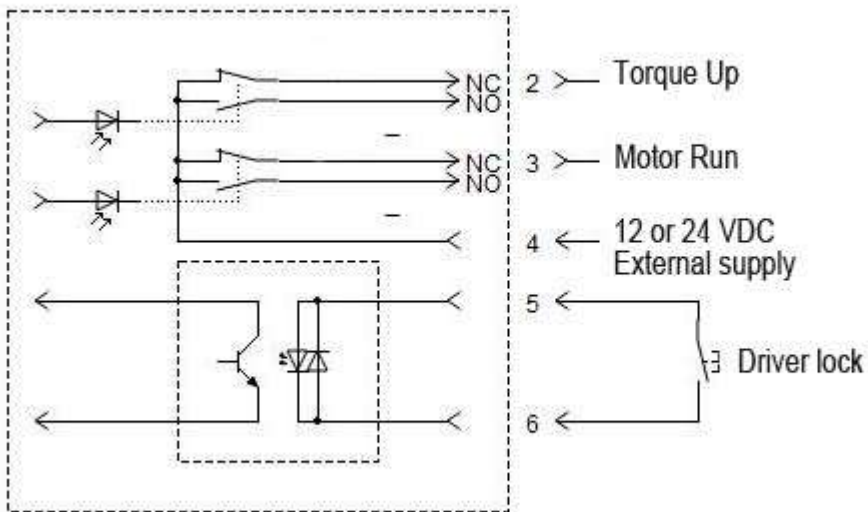 NC 2 Torque Up
NO
NC 3 Motor Run
NO
4 12 or 24 VDC
External supply
5
Driver lock
6